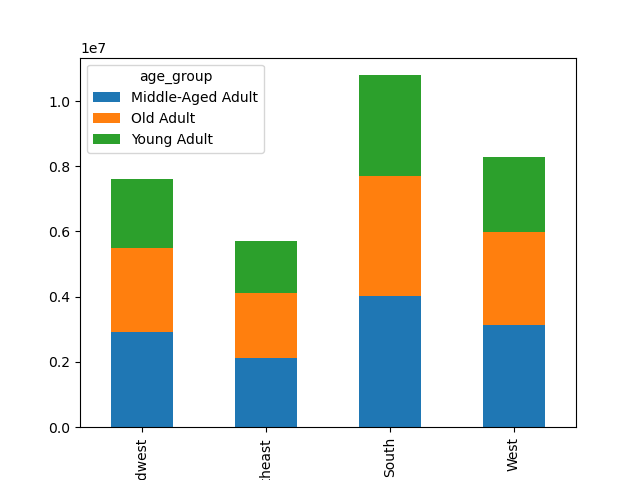 1e7
age_group
Middle-Aged Adult
Old Adult
Young Adult
1.0
0.8
0.6
0.4
0.2
0.0
dwest
heast
South
West